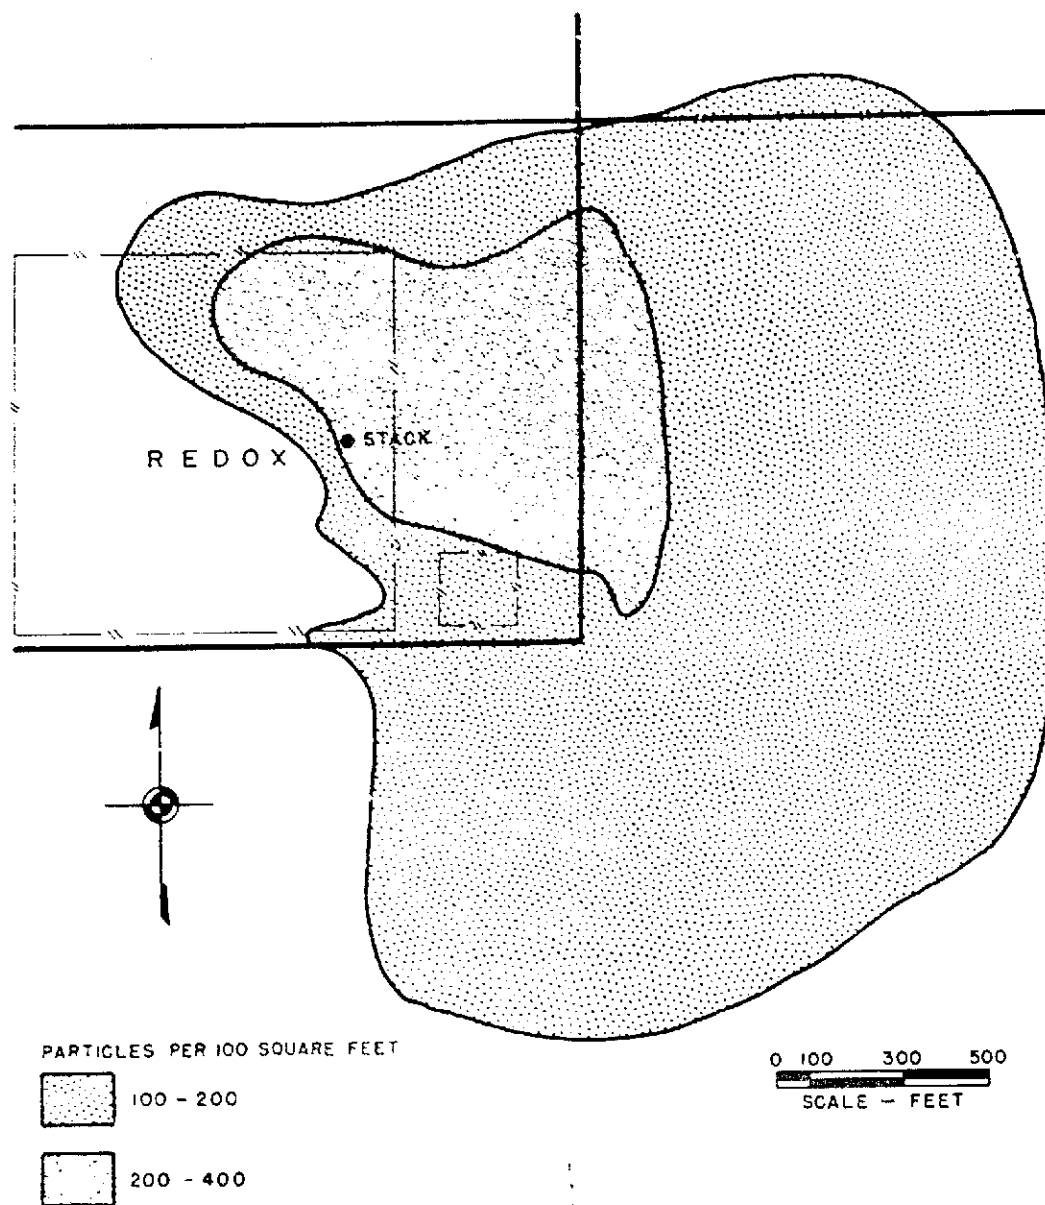 STACK
REDOX
PARTICLES PER 100 SQUARE FEET
100 - 200
200 - 400
0 100 300 500
SCALE - FEET